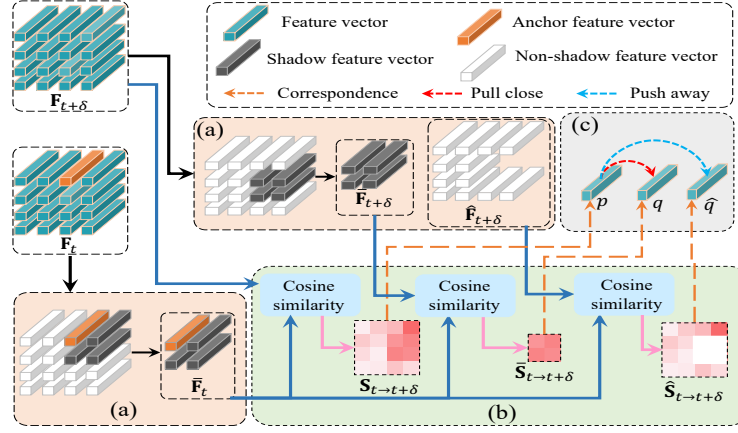 Feature vector
Anchor feature vector
Shadow feature vector
Non-shadow feature vector
Correspondence
Pull close
Push away
F_{t+δ}
(a)
F̄_{t+δ}
F̂_{t+δ}
(c)
p
q
q̂
F_t
Cosine similarity
Cosine similarity
Cosine similarity
S_{t→t+δ}
S̄_{t→t+δ}
Ŝ_{t→t+δ}
F̄_t
(a)
(b)